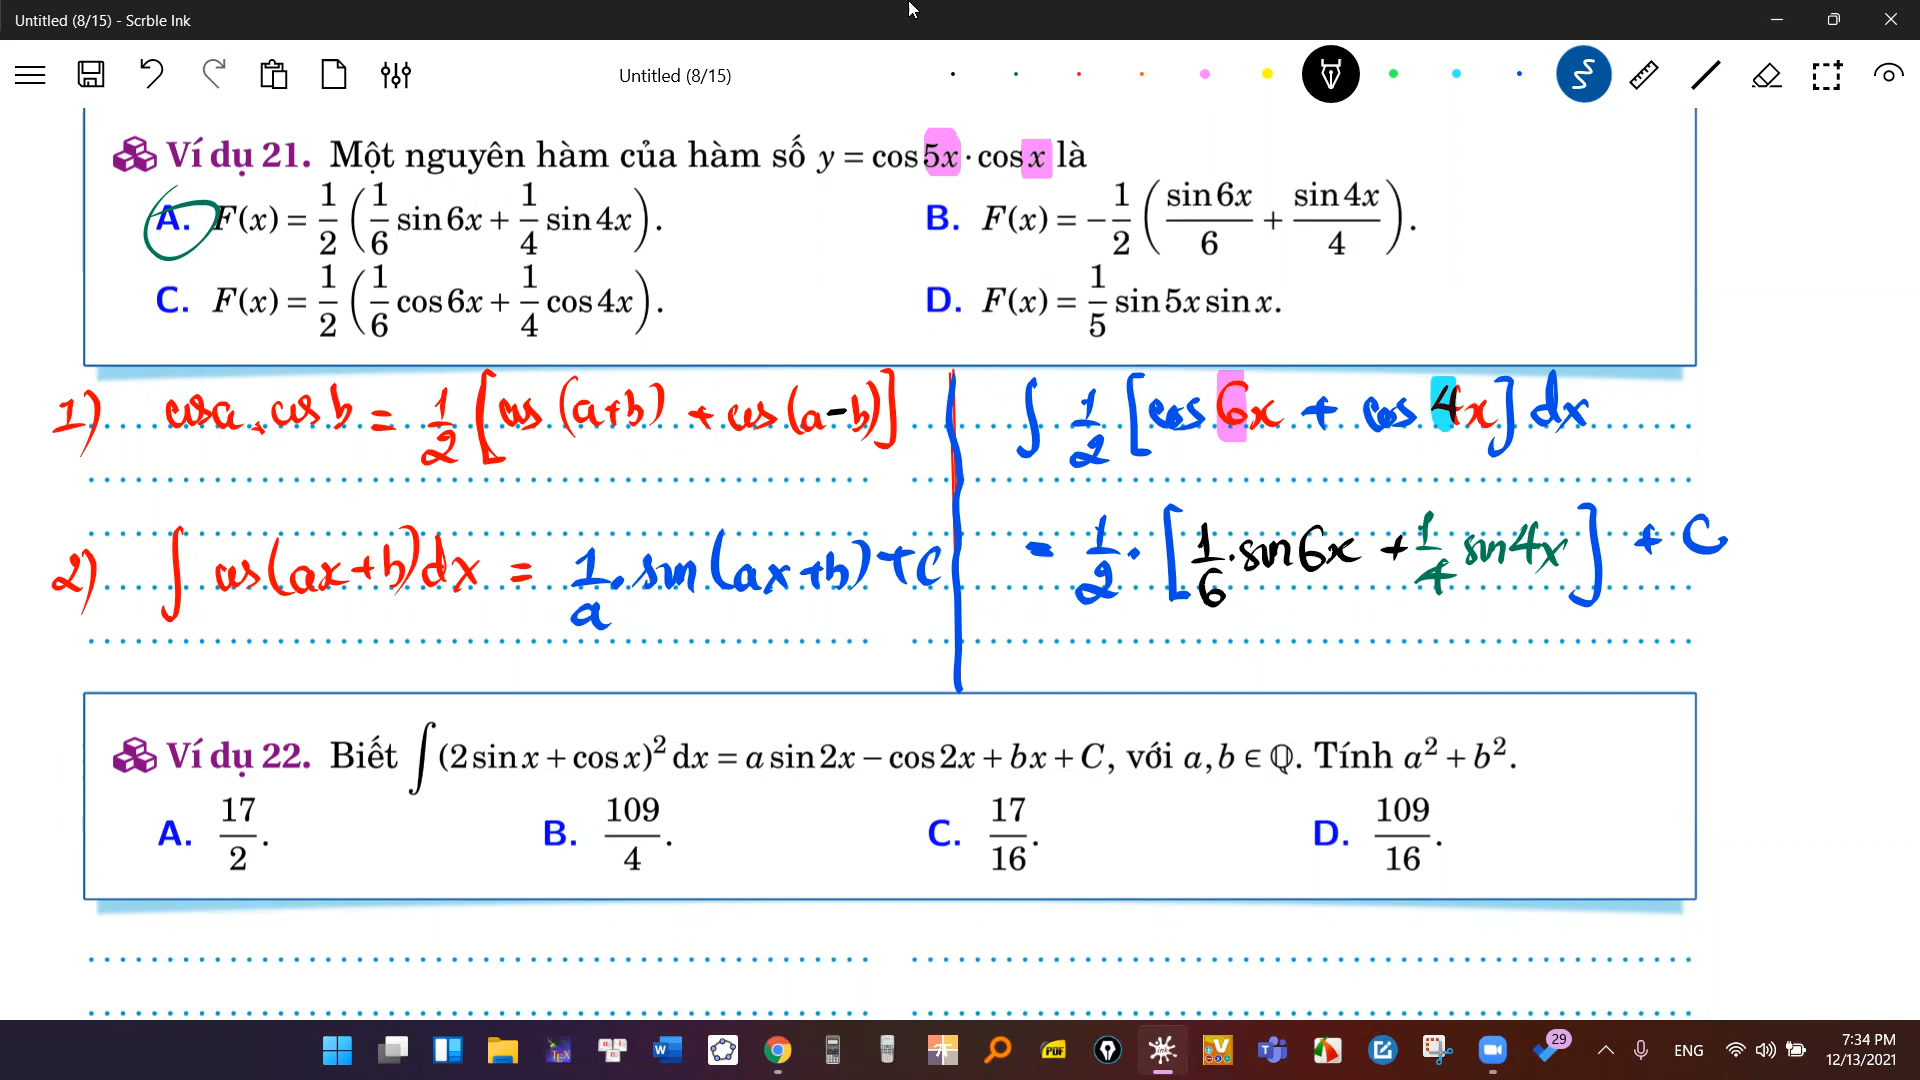 Untitled (8/15) - Scrble Ink
Untitled (8/15)
Ví dụ 21. Một nguyên hàm của hàm số y = cos 5x · cos x là
A. F(x) = 1/2 (1/6 sin 6x + 1/4 sin 4x).
B. F(x) = −1/2 (sin 6x/6 + sin 4x/4).
C. F(x) = 1/2 (1/6 cos 6x + 1/4 cos 4x).
D. F(x) = 1/5 sin 5x sin x.
1) cosa . cosb = 1/2 [cos(a+b) + cos(a-b)]
2) ∫ cos(ax+b)dx = 1/a . sin(ax+b) + C
∫ 1/2 [cos 6x + cos 4x] dx
= 1/2 . [1/6 . sin6x + 1/4 sin4x] + C
Ví dụ 22. Biết ∫(2 sin x + cos x)² dx = a sin 2x − cos 2x + bx + C, với a, b ∈ ℚ. Tính a² + b².
A. 17/2.
B. 109/4.
C. 17/16.
D. 109/16.
29
ENG
7:34 PM
12/13/2021